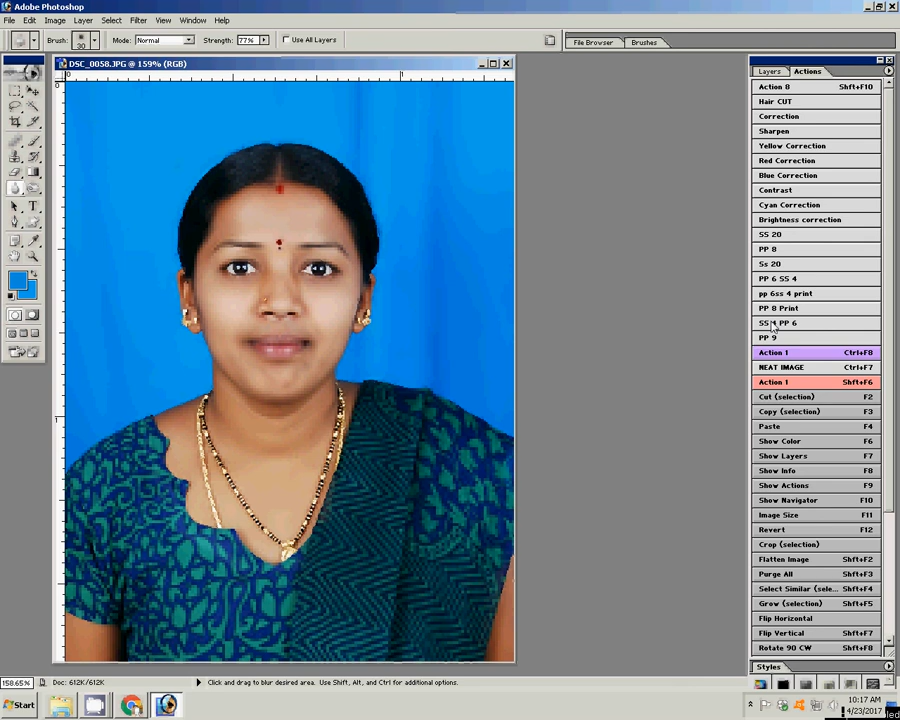 Adobe Photoshop
File Edit Image Layer Select Filter View Window Help
Brush: 30 Mode: Normal Strength: 77% Use All Layers File Browser Brushes
DSC_0058.JPG @ 159% (RGB)
Layers Actions
Action 8 Shft+F10
Hair CUT
Correction
Sharpen
Yellow Correction
Red Correction
Blue Correction
Contrast
Cyan Correction
Brightness correction
SS 20
PP 8
Ss 20
PP 6 SS 4
pp 6ss 4 print
PP 8 Print
SS 4 PP 6
PP 9
Action 1 Ctrl+F8
NEAT IMAGE Ctrl+F7
Action 1 Shft+F6
Cut (selection) F2
Copy (selection) F3
Paste F4
Show Color F6
Show Layers F7
Show Info F8
Show Actions F9
Show Navigator F10
Image Size F11
Revert F12
Crop (selection)
Flatten Image Shft+F2
Purge All Shft+F3
Select Similar (sele... Shft+F4
Grow (selection) Shft+F5
Flip Horizontal
Flip Vertical Shft+F7
Rotate 90 CW Shft+F8
Styles
158.65% Doc: 612K/612K Click and drag to blur desired area. Use Shift, Alt, and Ctrl for additional options.
Start
10:17 AM
4/23/2017